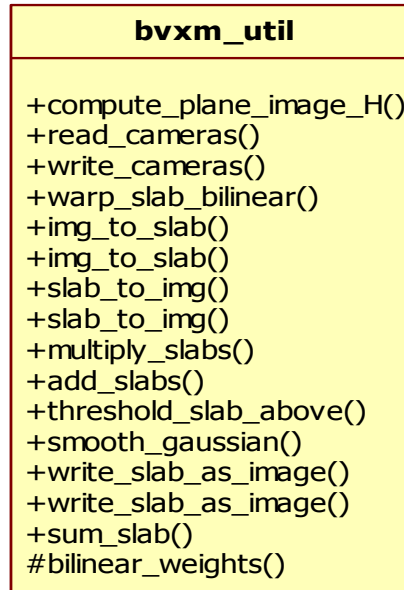 bvxm_util
+compute_plane_image_H()
+read_cameras()
+write_cameras()
+warp_slab_bilinear()
+img_to_slab()
+img_to_slab()
+slab_to_img()
+slab_to_img()
+multiply_slabs()
+add_slabs()
+threshold_slab_above()
+smooth_gaussian()
+write_slab_as_image()
+write_slab_as_image()
+sum_slab()
#bilinear_weights()